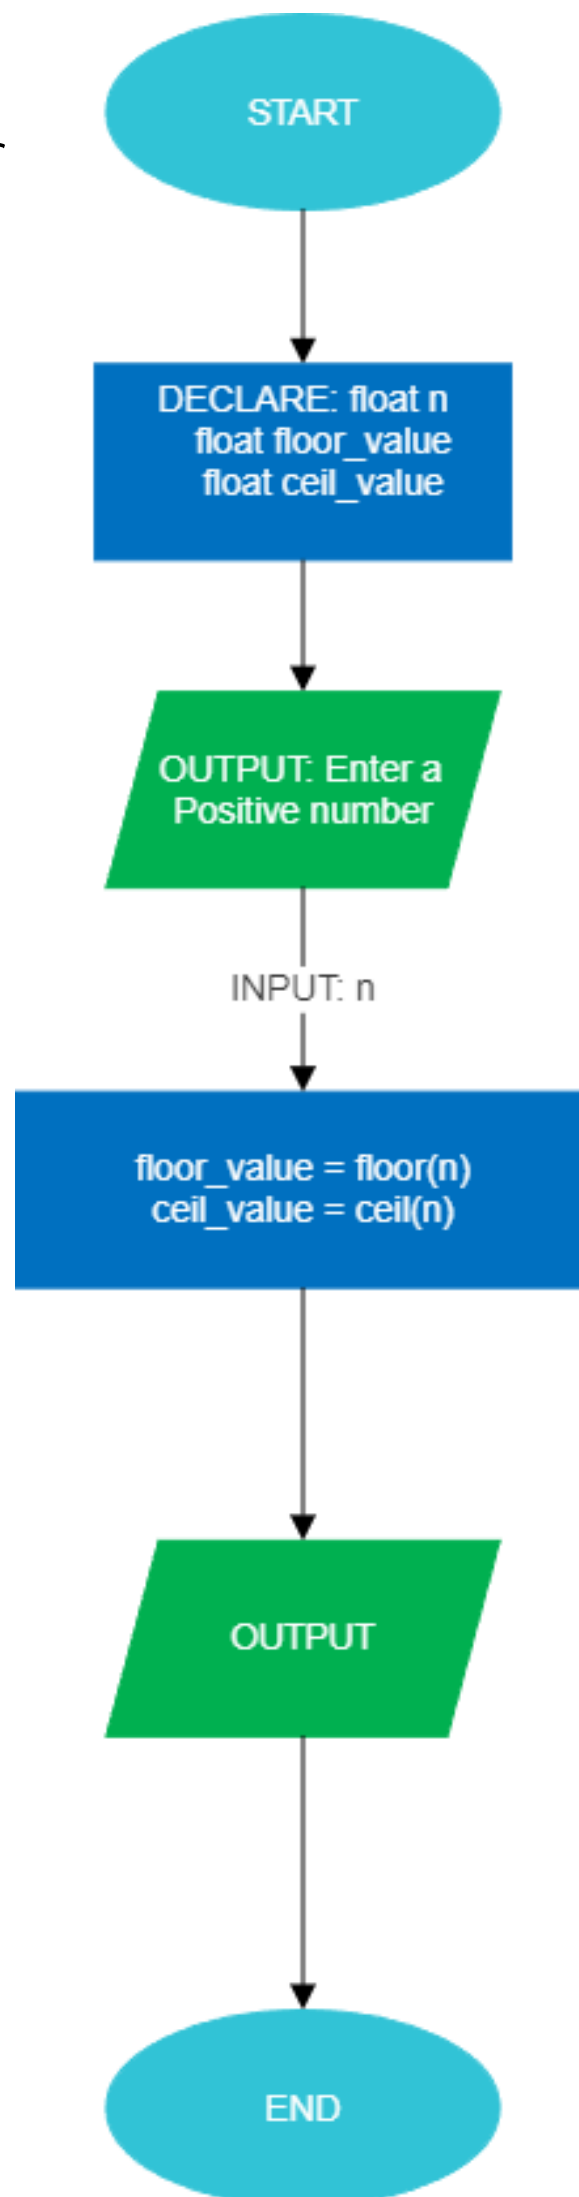 START
DECLARE: float n
float floor_value
float ceil_value
OUTPUT: Enter a
Positive number
INPUT: n
floor_value = floor(n)
ceil_value = ceil(n)
OUTPUT
END